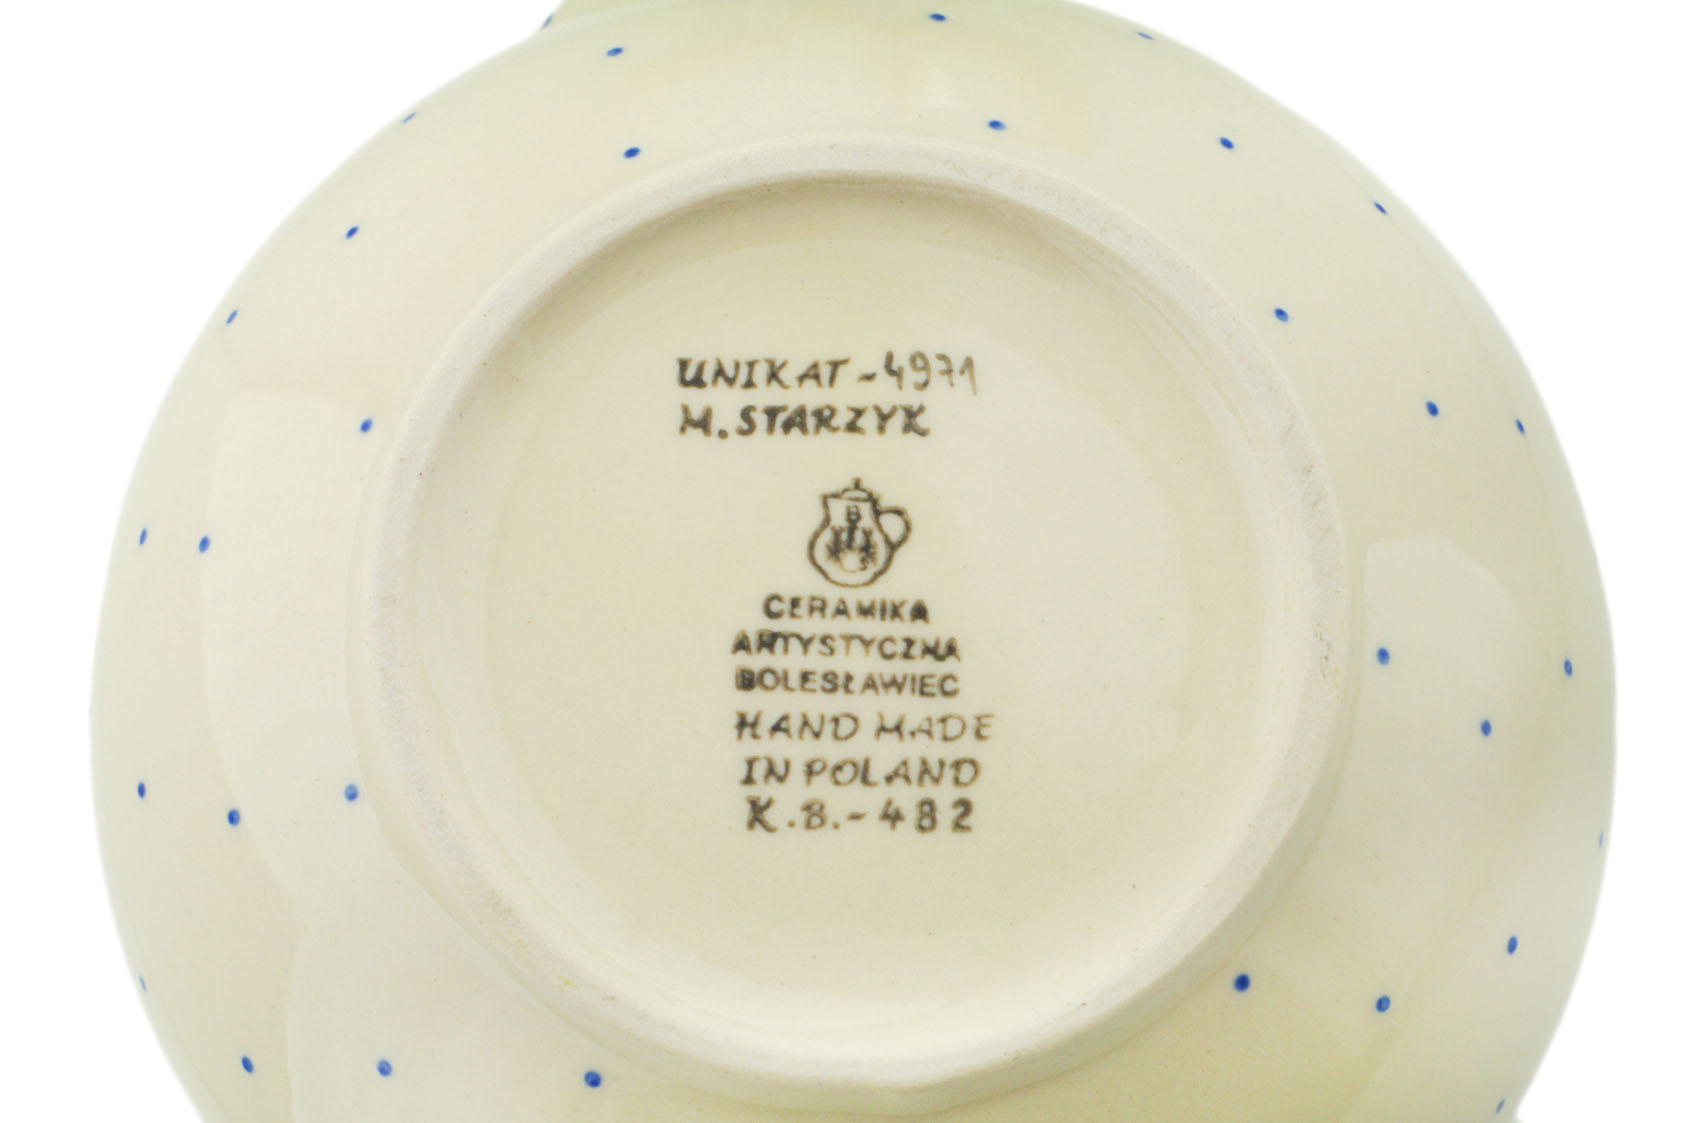 UNIKAT-4971
M. STARZYK
B
CERAMIKA
ARTYSTYCZNA
BOLESŁAWIEC
HAND MADE
IN POLAND
K.B.-482